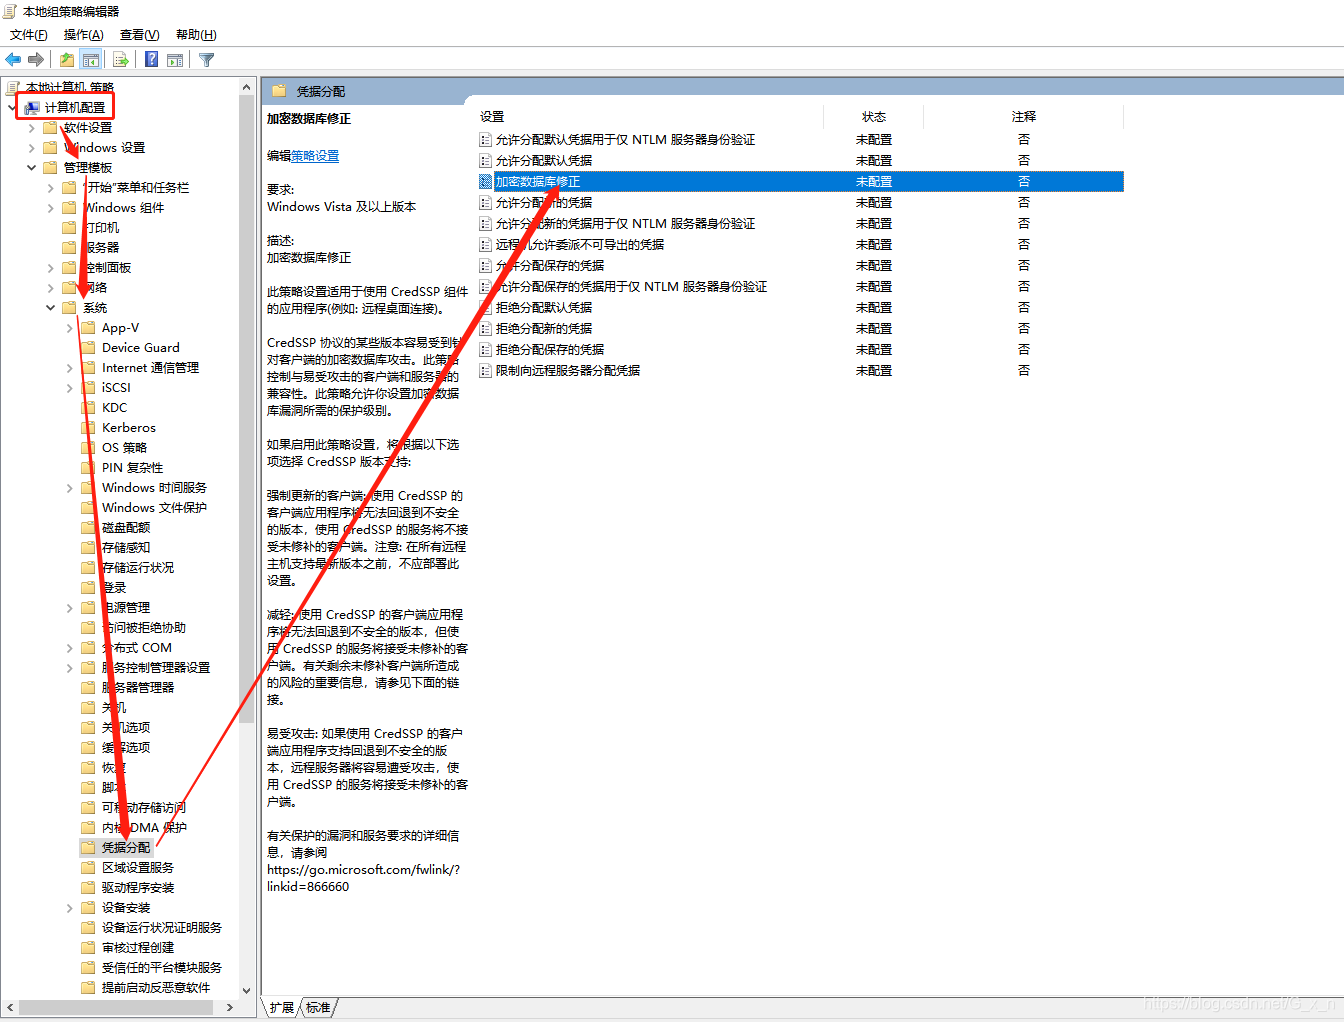 本地组策略编辑器
文件(F) 操作(A) 查看(V) 帮助(H)
本地计算机 策略
计算机配置
软件设置
Windows 设置
管理模板
"开始"菜单和任务栏
Windows 组件
打印机
服务器
控制面板
网络
系统
App-V
Device Guard
Internet 通信管理
iSCSI
KDC
Kerberos
OS 策略
PIN 复杂性
Windows 时间服务
Windows 文件保护
磁盘配额
存储感知
存储运行状况
登录
电源管理
访问被拒绝协助
分布式 COM
服务控制管理器设置
服务器管理器
关机
关机选项
缓解选项
恢复
脚本
可移动存储访问
内核 DMA 保护
凭据分配
区域设置服务
驱动程序安装
设备安装
设备运行状况证明服务
审核过程创建
受信任的平台模块服务
提前启动反恶意软件
凭据分配
加密数据库修正
编辑策略设置
要求:
Windows Vista 及以上版本
描述:
加密数据库修正
此策略设置适用于使用 CredSSP 组件
的应用程序(例如: 远程桌面连接)。
CredSSP 协议的某些版本容易受到针
对客户端的加密数据库攻击。此策略
控制与易受攻击的客户端和服务器的
兼容性。此策略允许你设置加密数据
库漏洞所需的保护级别。
如果启用此策略设置，将根据以下选
项选择 CredSSP 版本支持:
强制更新的客户端: 使用 CredSSP 的
客户端应用程序将无法回退到不安全
的版本，使用 CredSSP 的服务将不接
受未修补的客户端。注意: 在所有远程
主机支持最新版本之前，不应部署此
设置。
减轻: 使用 CredSSP 的客户端应用程
序将无法回退到不安全的版本，但使
用 CredSSP 的服务将接受未修补的客
户端。有关剩余未修补客户端所造成
的风险的重要信息，请参见下面的链
接。
易受攻击: 如果使用 CredSSP 的客户
端应用程序支持回退到不安全的版
本，远程服务器将容易遭受攻击，使
用 CredSSP 的服务将接受未修补的客
户端。
有关保护的漏洞和服务要求的详细信
息，请参阅
https://go.microsoft.com/fwlink/?
linkid=866660
设置 状态 注释
允许分配默认凭据用于仅 NTLM 服务器身份验证 未配置 否
允许分配默认凭据 未配置 否
加密数据库修正 未配置 否
允许分配新的凭据 未配置 否
允许分配新的凭据用于仅 NTLM 服务器身份验证 未配置 否
远程机允许委派不可导出的凭据 未配置 否
允许分配保存的凭据 未配置 否
允许分配保存的凭据用于仅 NTLM 服务器身份验证 未配置 否
拒绝分配默认凭据 未配置 否
拒绝分配新的凭据 未配置 否
拒绝分配保存的凭据 未配置 否
限制向远程服务器分配凭据 未配置 否
扩展 标准
https://blog.csdn.net/G_x_n